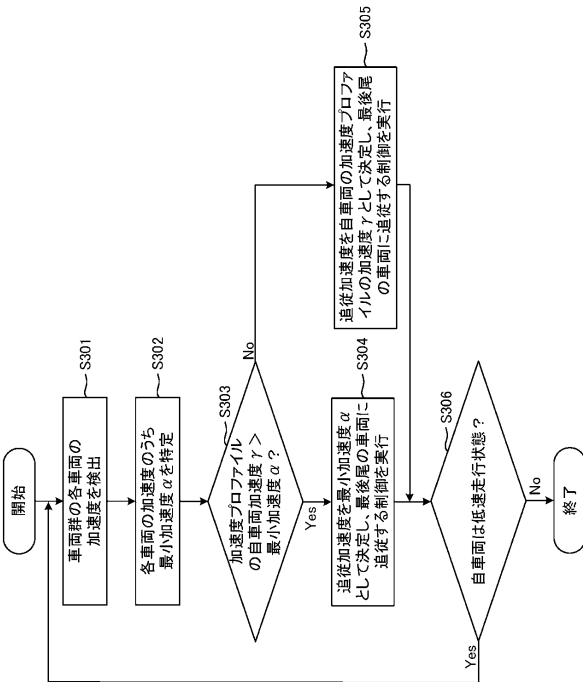 開始
S301
車両群の各車両の
加速度を検出
S302
各車両の加速度のうち
最小加速度αを特定
S303
加速度プロファイル
の自車両加速度γ>
最小加速度α？
No
Yes
S304
追従加速度を最小加速度α
として決定し、最後尾の車両に
追従する制御を実行
S305
追従加速度を自車両の加速度プロファ
イルの加速度γとして決定し、最後尾
の車両に追従する制御を実行
S306
自車両は低速走行状態？
Yes
No
終了